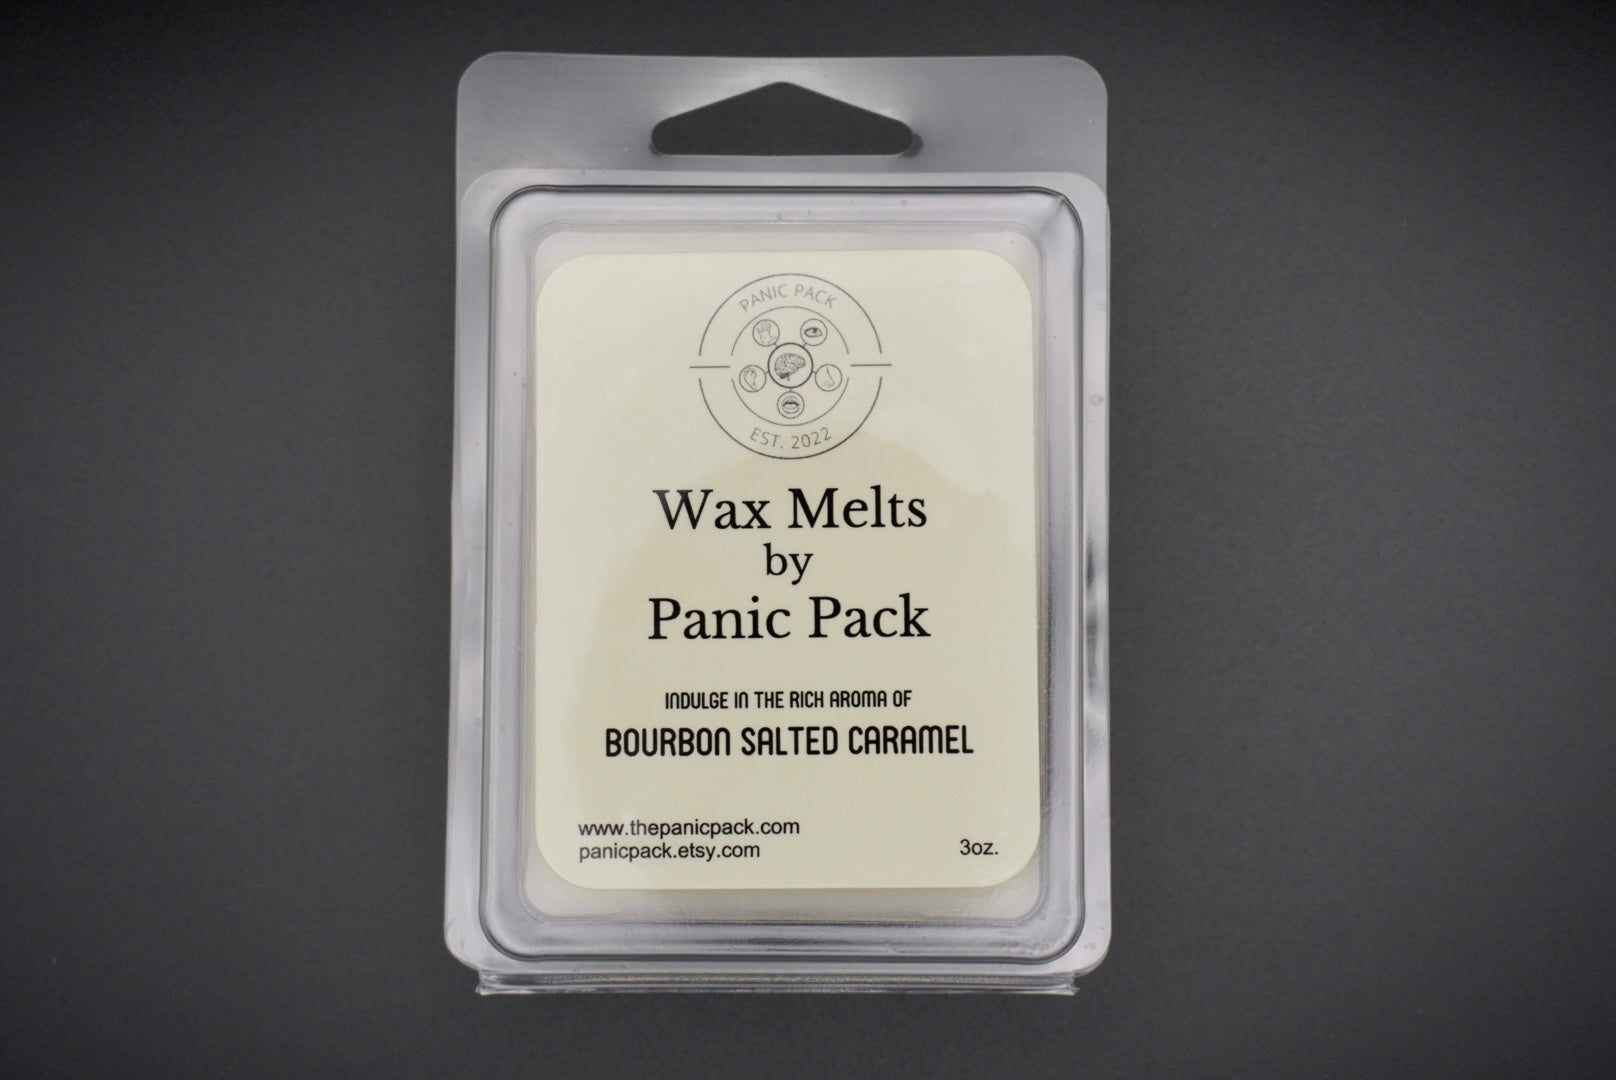 PANIC PACK
EST. 2022
Wax Melts
by
Panic Pack
INDULGE IN THE RICH AROMA OF
BOURBON SALTED CARAMEL
www.thepanicpack.com
panicpack.etsy.com
3oz.